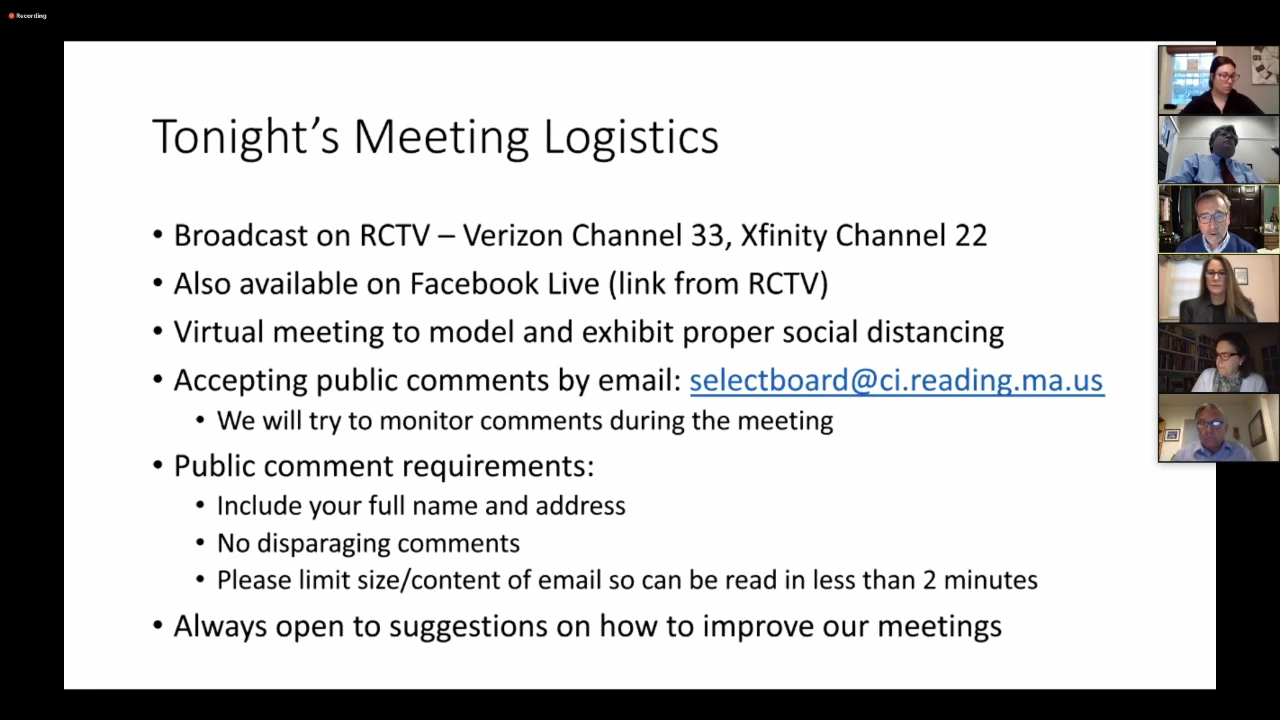 Recording
Tonight’s Meeting Logistics
• Broadcast on RCTV – Verizon Channel 33, Xfinity Channel 22
• Also available on Facebook Live (link from RCTV)
• Virtual meeting to model and exhibit proper social distancing
• Accepting public comments by email: selectboard@ci.reading.ma.us
• We will try to monitor comments during the meeting
• Public comment requirements:
• Include your full name and address
• No disparaging comments
• Please limit size/content of email so can be read in less than 2 minutes
• Always open to suggestions on how to improve our meetings